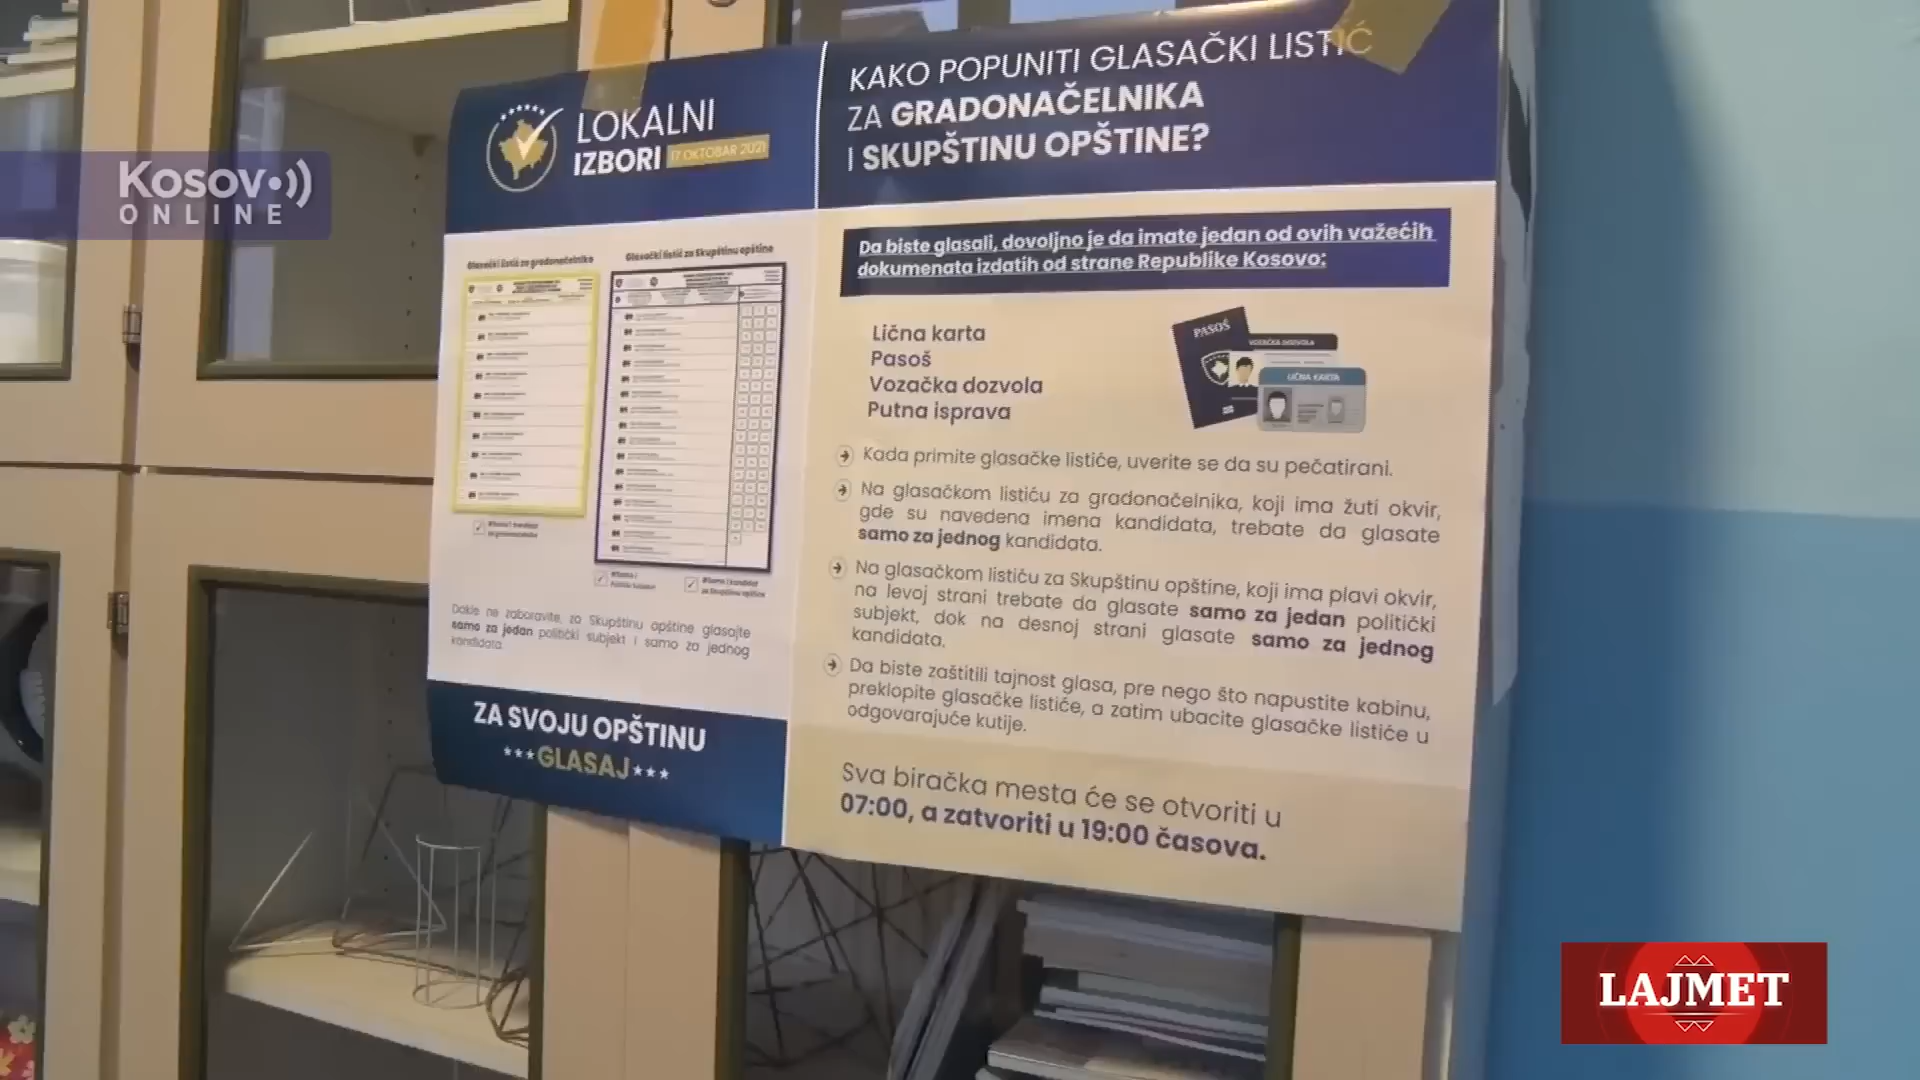 Kosovo
ONLINE
LOKALNI
IZBORI 17 OKTOBAR 2021
KAKO POPUNITI GLASAČKI LISTIĆ
ZA GRADONAČELNIKA
I SKUPŠTINU OPŠTINE?
Glasački listić za gradonačelnika
Glasački listić za Skupštinu opštine
Dakle ne zaboravite, za Skupštinu opštine glasajte
samo za jedan politički subjekt i samo za jednog
kandidata.
ZA SVOJU OPŠTINU
GLASAJ
Da biste glasali, dovoljno je da imate jedan od ovih važećih
dokumenata izdatih od strane Republike Kosovo:
Lična karta
Pasoš
Vozačka dozvola
Putna isprava
PASOŠ
VOZAČKA DOZVOLA
LIČNA KARTA
Kada primite glasačke listiće, uverite se da su pečatirani.
Na glasačkom listiću za gradonačelnika, koji ima žuti okvir,
gde su navedena imena kandidata, trebate da glasate
samo za jednog kandidata.
Na glasačkom listiću za Skupštinu opštine, koji ima plavi okvir,
na levoj strani trebate da glasate samo za jedan politički
subjekt, dok na desnoj strani glasate samo za jednog
kandidata.
Da biste zaštitili tajnost glasa, pre nego što napustite kabinu,
preklopite glasačke listiće, a zatim ubacite glasačke listiće u
odgovarajuće kutije.
Sva biračka mesta će se otvoriti u
07:00, a zatvoriti u 19:00 časova.
LAJMET